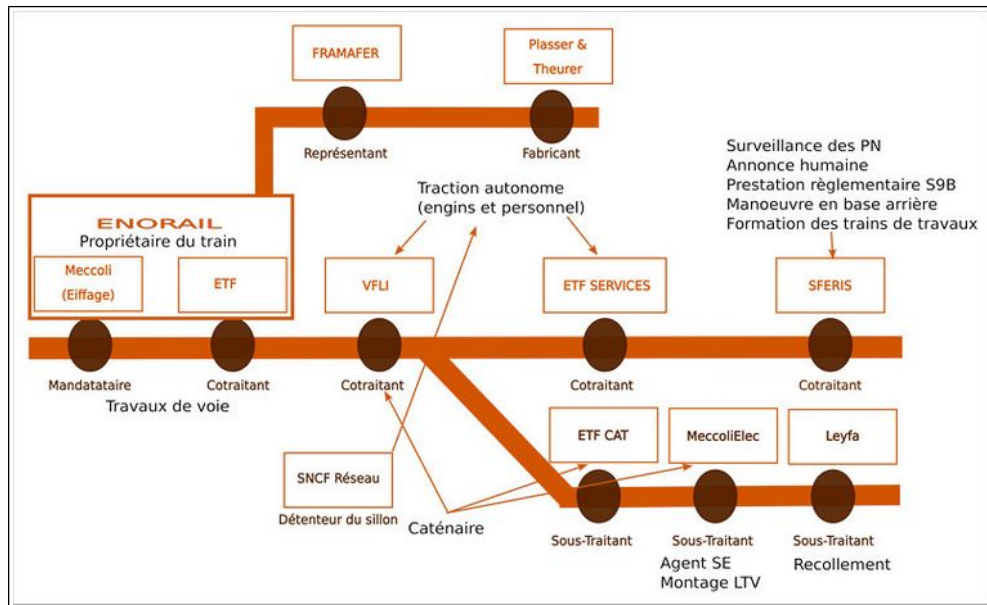 FRAMAFER
Plasser &
Theurer
Représentant
Fabricant
Surveillance des PN
Annonce humaine
Prestation règlementaire S9B
Manoeuvre en base arrière
Formation des trains de travaux
Traction autonome
(engins et personnel)
ENORAIL
Propriétaire du train
Meccoli
(Eiffage)
ETF
VFLI
ETF SERVICES
SFERIS
Mandatataire
Cotraitant
Cotraitant
Cotraitant
Cotraitant
Travaux de voie
ETF CAT
MeccoliElec
Leyfa
SNCF Réseau
Détenteur du sillon
Caténaire
Sous-Traitant
Sous-Traitant
Sous-Traitant
Agent SE
Montage LTV
Recollement